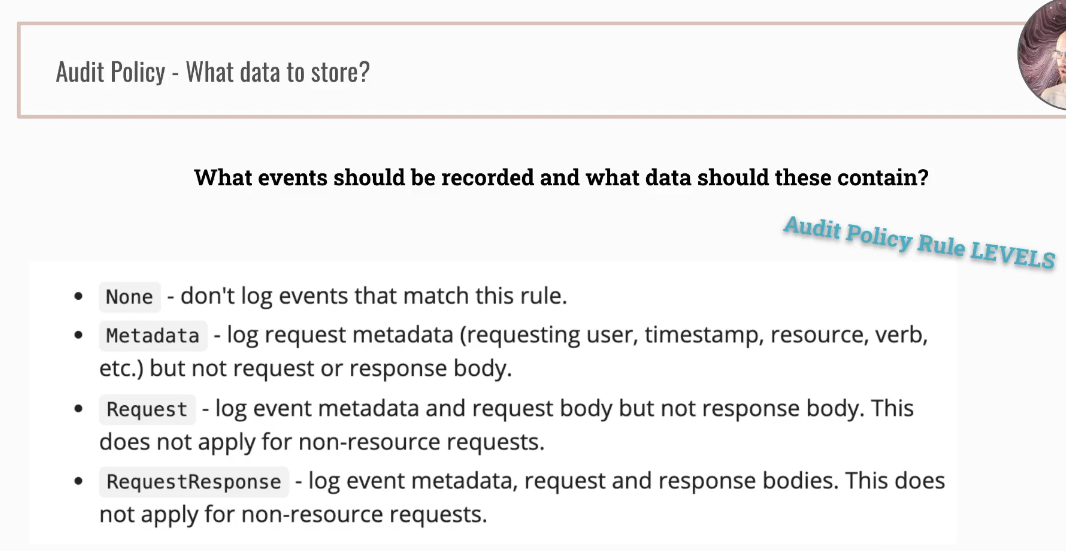 Audit Policy - What data to store?
What events should be recorded and what data should these contain?
Audit Policy Rule LEVELS
• None - don't log events that match this rule.
• Metadata - log request metadata (requesting user, timestamp, resource, verb,
etc.) but not request or response body.
• Request - log event metadata and request body but not response body. This
does not apply for non-resource requests.
• RequestResponse - log event metadata, request and response bodies. This does
not apply for non-resource requests.